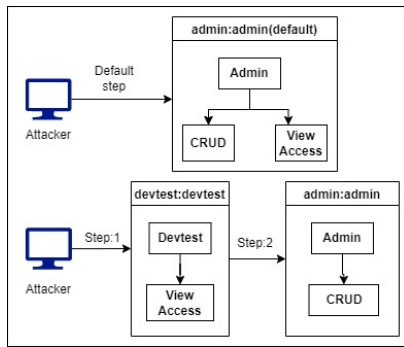 admin:admin(default)
Default
step
Admin
Attacker
CRUD
View
Access
devtest:devtest
admin:admin
Step:1
Devtest
Step:2
Admin
Attacker
View
Access
CRUD